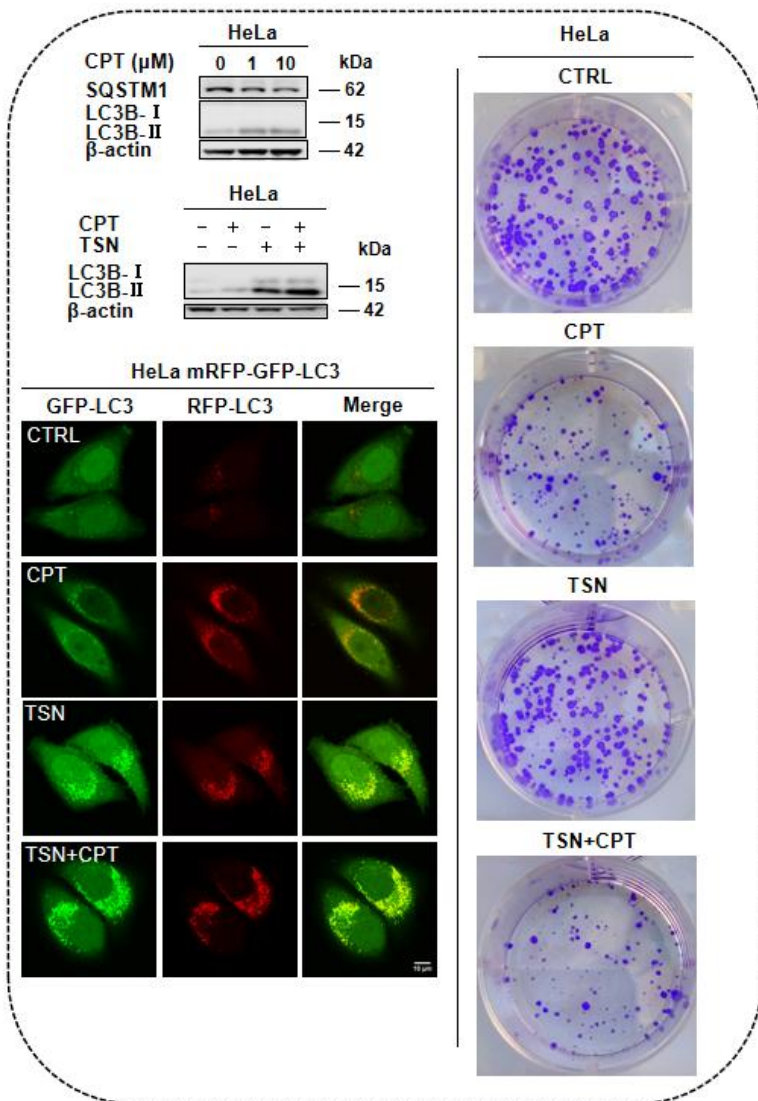 HeLa
CPT (µM) 0 1 10 kDa
SQSTM1 62
LC3B-Ⅰ
15
LC3B-Ⅱ
β-actin 42
HeLa
CPT – + – +
TSN – – + + kDa
LC3B-Ⅰ
LC3B-Ⅱ 15
β-actin 42
HeLa mRFP-GFP-LC3
GFP-LC3 RFP-LC3 Merge
CTRL
CPT
TSN
TSN+CPT
10 µm
HeLa
CTRL
CPT
TSN
TSN+CPT